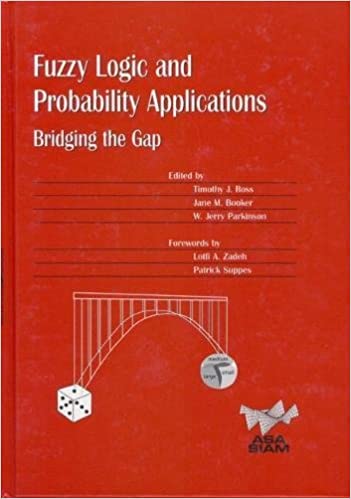 Fuzzy Logic and
Probability Applications
Bridging the Gap
Edited by
Timothy J. Ross
Jane M. Booker
W. Jerry Parkinson
Forewords by
Lotfi A. Zadeh
Patrick Suppes
medium
large
small
ASA
SIAM